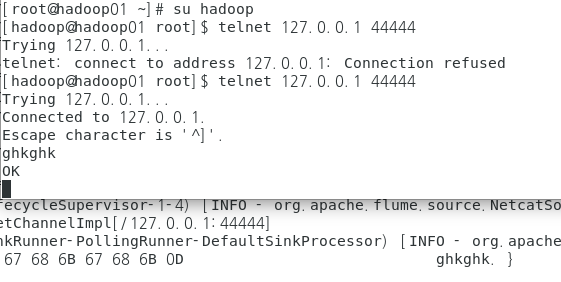 [root@hadoop01 ~]# su hadoop
[hadoop@hadoop01 root]$ telnet 127.0.0.1 44444
Trying 127.0.0.1...
telnet: connect to address 127.0.0.1: Connection refused
[hadoop@hadoop01 root]$ telnet 127.0.0.1 44444
Trying 127.0.0.1...
Connected to 127.0.0.1.
Escape character is '^]'.
ghkghk
OK
fecycleSupervisor-1-4) [INFO - org.apache.flume.source.NetcatSo
etChannelImpl[/127.0.0.1:44444]
nkRunner-PollingRunner-DefaultSinkProcessor) [INFO - org.apache
67 68 6B 67 68 6B 0D ghkghk. }